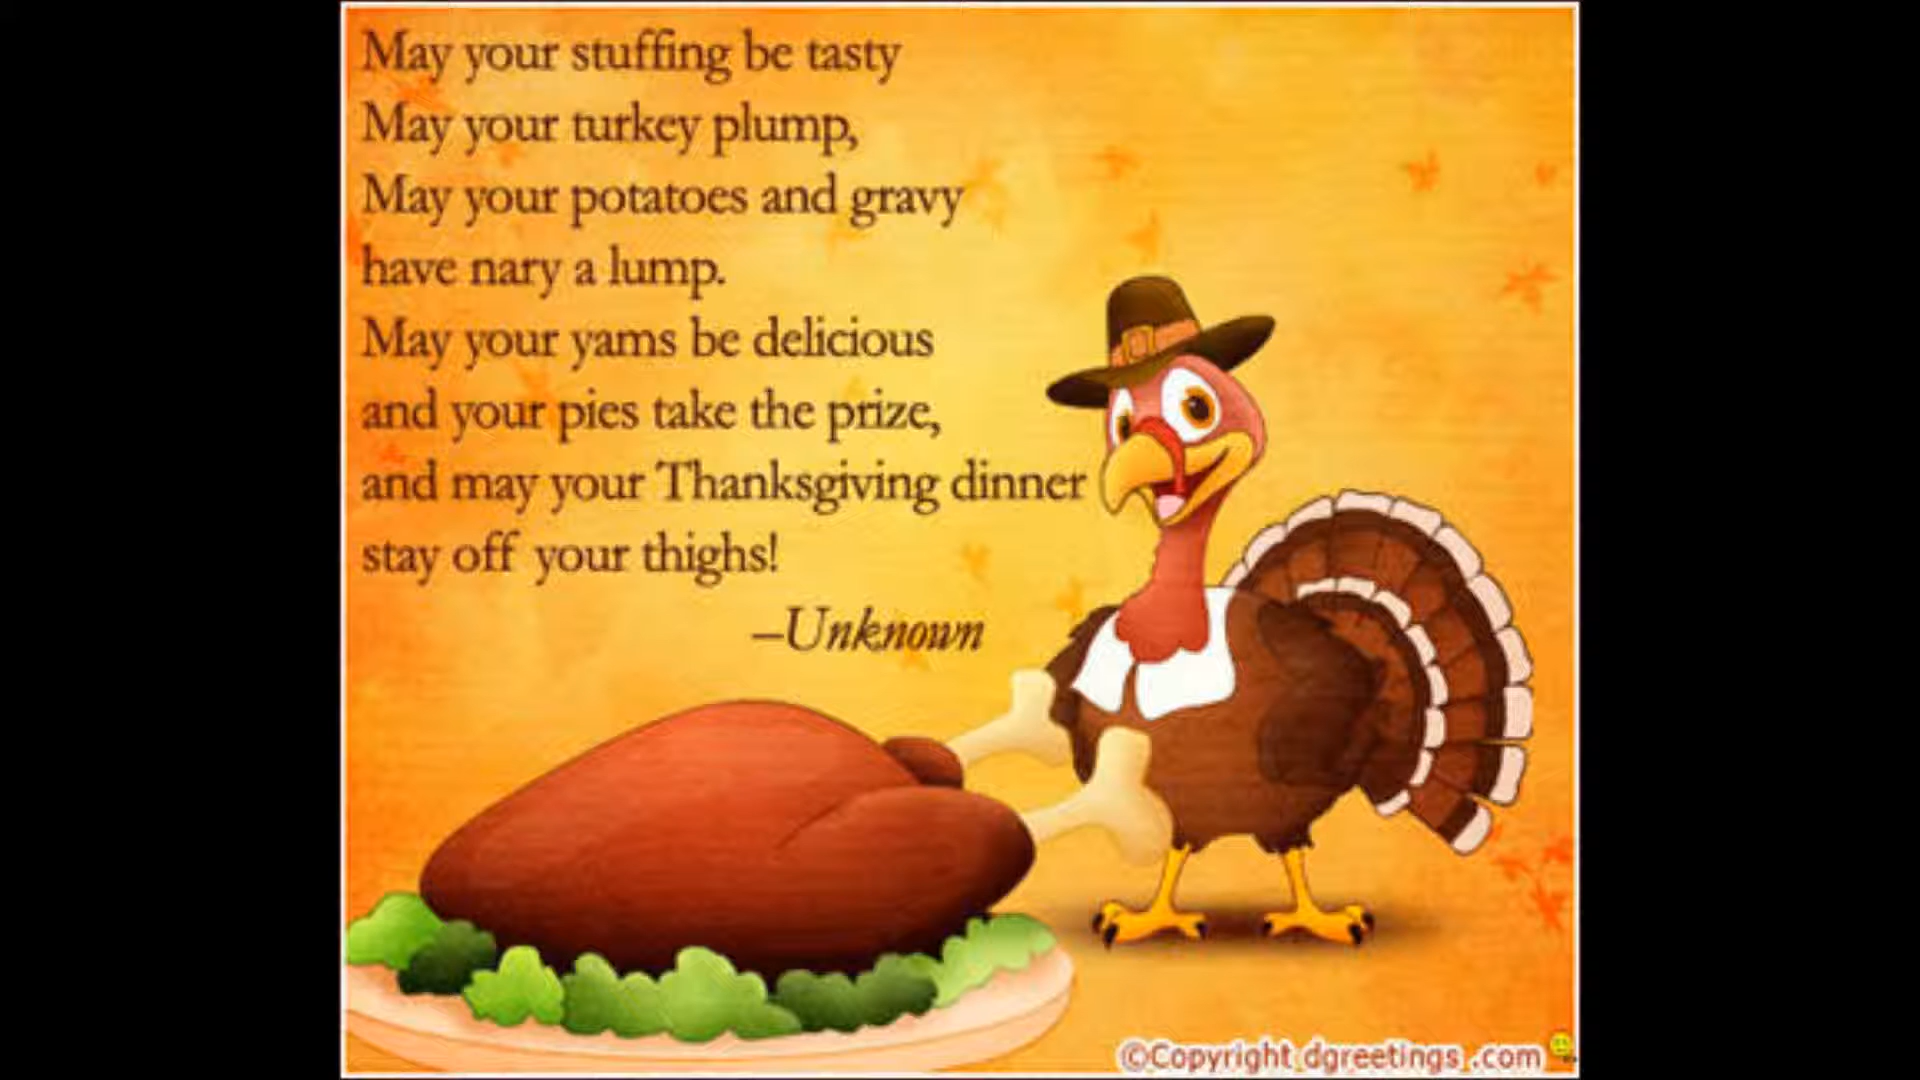 May your stuffing be tasty
May your turkey plump,
May your potatoes and gravy
have nary a lump.
May your yams be delicious
and your pies take the prize,
and may your Thanksgiving dinner
stay off your thighs!
–Unknown
©Copyright dgreetings .com